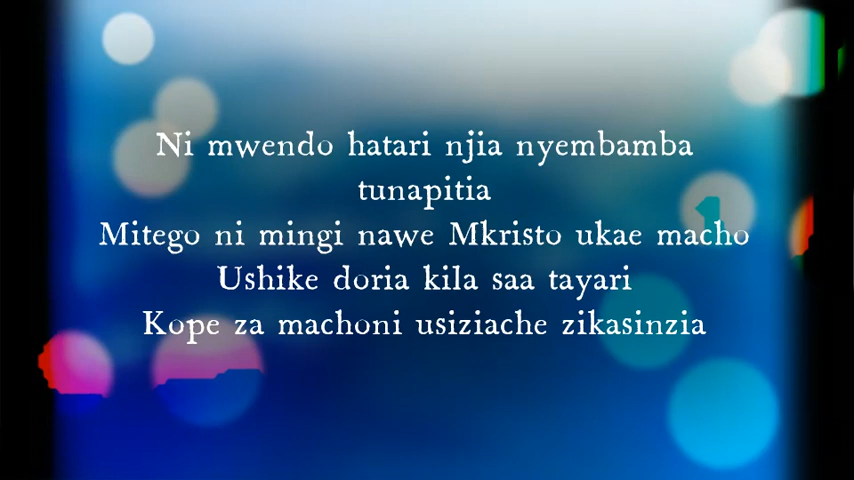 Ni mwendo hatari njia nyembamba
tunapitia
Mitego ni mingi nawe Mkristo ukae macho
Ushike doria kila saa tayari
Kope za machoni usiziache zikasinzia